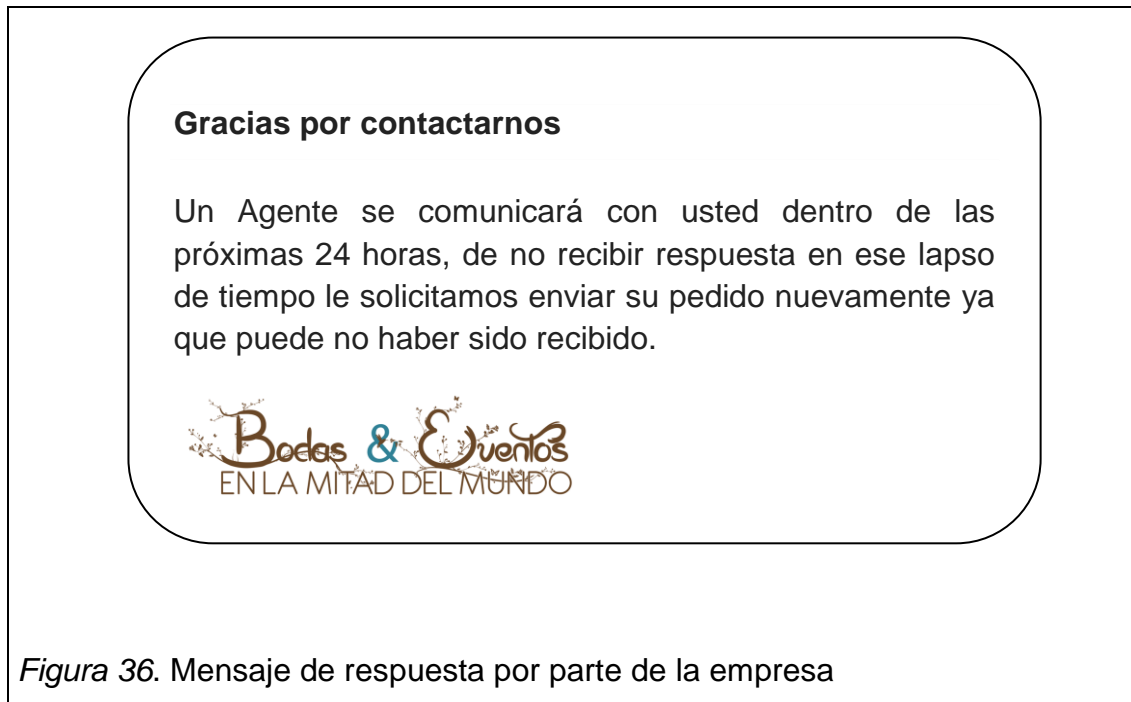 Gracias por contactarnos
Un Agente se comunicará con usted dentro de las
próximas 24 horas, de no recibir respuesta en ese lapso
de tiempo le solicitamos enviar su pedido nuevamente ya
que puede no haber sido recibido.
Bodas & Eventos
EN LA MITAD DEL MUNDO
Figura 36. Mensaje de respuesta por parte de la empresa